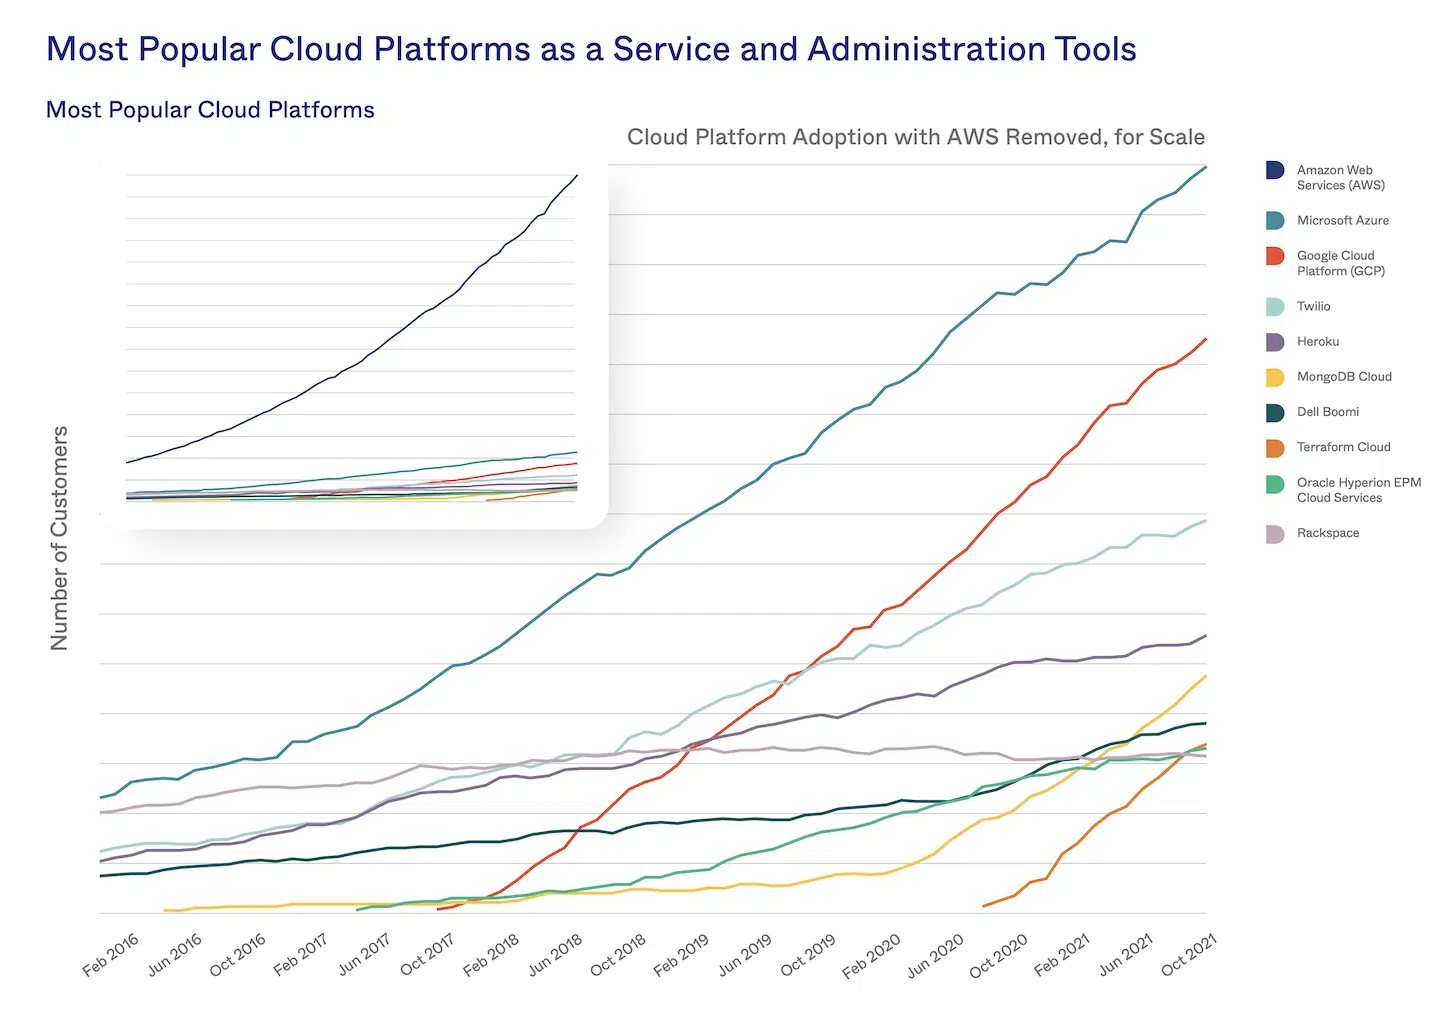 Most Popular Cloud Platforms as a Service and Administration Tools
Most Popular Cloud Platforms
Cloud Platform Adoption with AWS Removed, for Scale
Number of Customers
Amazon Web
Services (AWS)
Microsoft Azure
Google Cloud
Platform (GCP)
Twilio
Heroku
MongoDB Cloud
Dell Boomi
Terraform Cloud
Oracle Hyperion EPM
Cloud Services
Rackspace
Feb 2016
Jun 2016
Oct 2016
Feb 2017
Jun 2017
Oct 2017
Feb 2018
Jun 2018
Oct 2018
Feb 2019
Jun 2019
Oct 2019
Feb 2020
Jun 2020
Oct 2020
Feb 2021
Jun 2021
Oct 2021